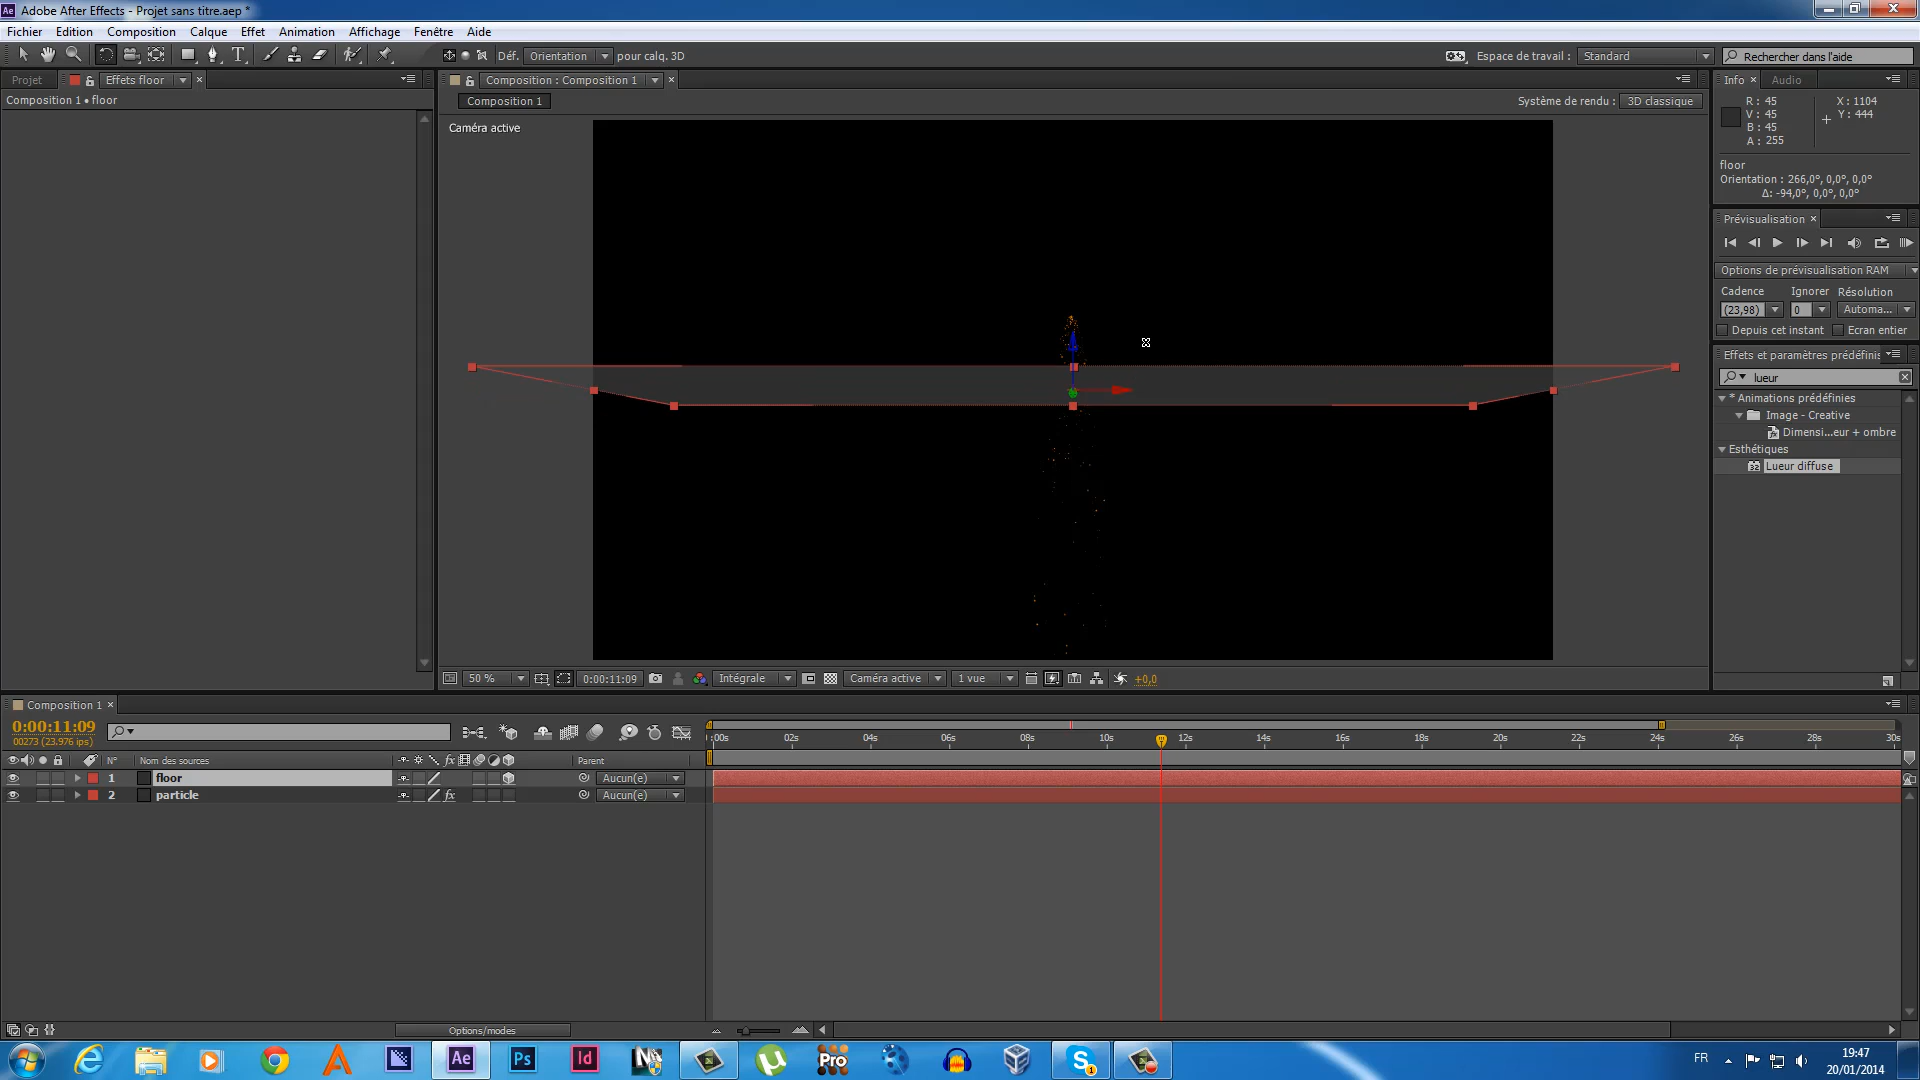 Adobe After Effects - Projet sans titre.aep *
Fichier Edition Composition Calque Effet Animation Affichage Fenêtre Aide
Déf. Orientation pour calq. 3D
Espace de travail : Standard
Rechercher dans l'aide
Projet Effets floor
Composition 1 • floor
Composition : Composition 1
Composition 1
Système de rendu : 3D classique
Caméra active
Info Audio
R : 45 X : 1104
V : 45 Y : 444
B : 45
A : 255
floor
Orientation : 266,0°, 0,0°, 0,0°
Δ: -94,0°, 0,0°, 0,0°
Prévisualisation
Options de prévisualisation RAM
Cadence Ignorer Résolution
(23,98) 0 Automa...
Depuis cet instant Ecran entier
Effets et paramètres prédéfinis
lueur
* Animations prédéfinies
Image - Creative
Dimensi...eur + ombre
Esthétiques
32 Lueur diffuse
50 % 0:00:11:09 Intégrale Caméra active 1 vue +0,0
Composition 1
0:00:11:09
00273 (23.976 ips)
:00s 02s 04s 06s 08s 10s 12s 14s 16s 18s 20s 22s 24s 26s 28s 30s
N° Nom des sources fx Parent
1 floor Aucun(e)
2 particle fx Aucun(e)
Options/modes
Ae Ps Id Pro S 1
FR 19:47
20/01/2014